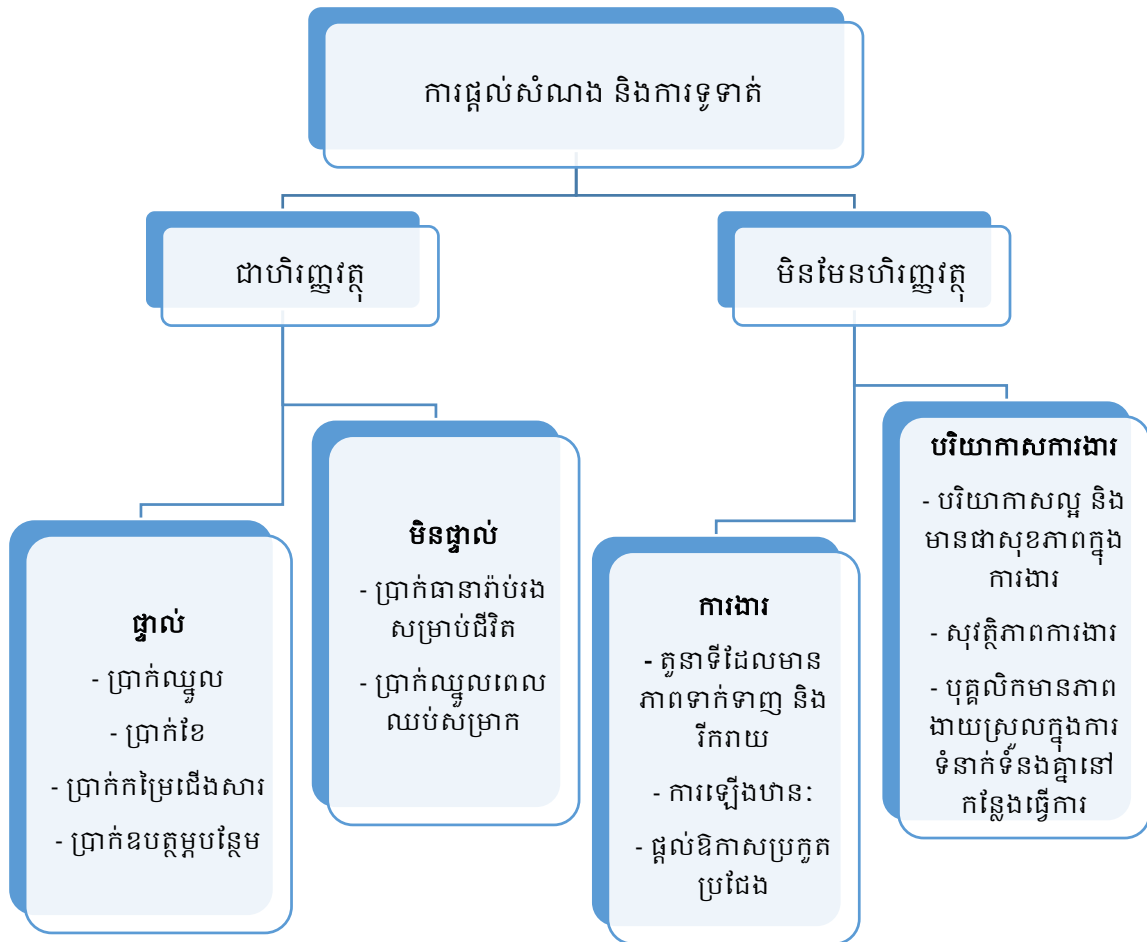 ការផ្តល់សំណង និងការទូទាត់
ជាហិរញ្ញវត្ថុ
មិនមែនហិរញ្ញវត្ថុ
ផ្ទាល់
- ប្រាក់ឈ្នួល
- ប្រាក់ខែ
- ប្រាក់កម្រៃជើងសារ
- ប្រាក់ឧបត្ថម្ភបន្ថែម
មិនផ្ទាល់
- ប្រាក់ធានារ៉ាប់រង
សម្រាប់ជីវិត
- ប្រាក់ឈ្នួលពេល
ឈប់សម្រាក
ការងារ
- តួនាទីដែលមាន
ភាពទាក់ទាញ និង
រីករាយ
- ការឡើងឋានៈ
- ផ្តល់ឱកាសប្រកួត
ប្រជែង
បរិយាកាសការងារ
- បរិយាកាសល្អ និង
មានផាសុខភាពក្នុង
ការងារ
- សុវត្ថិភាពការងារ
- បុគ្គលិកមានភាព
ងាយស្រួលក្នុងការ
ទំនាក់ទំនងគ្នានៅ
កន្លែងធ្វើការ